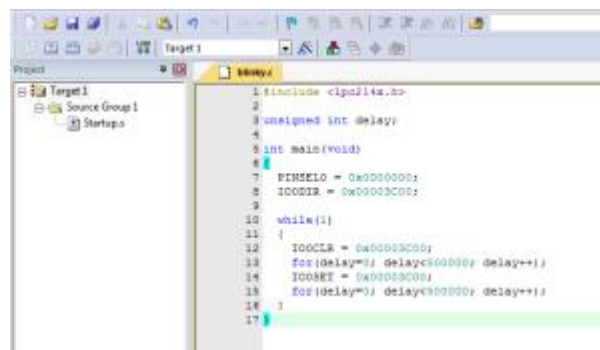 Target 1
Project
blinky.c
Target 1
Source Group 1
Startup.s
1 #include <lpc214x.h>
2
3 unsigned int delay;
4
5 int main(void)
6 {
7 PINSEL0 = 0x00000000;
8 IO0DIR = 0x00003C00;
9
10 while(1)
11 {
12 IO0CLR = 0x00003C00;
13 for(delay=0; delay<500000; delay++);
14 IO0SET = 0x00003C00;
15 for(delay=0; delay<500000; delay++);
16 }
17 }